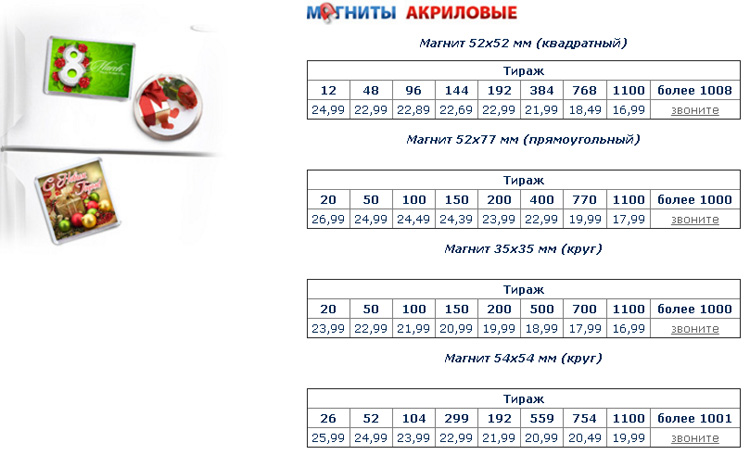 МАГНИТЫ АКРИЛОВЫЕ
Магнит 52х52 мм (квадратный)
Тираж
12 48 96 144 192 384 768 1100 более 1008
24,99 22,99 22,89 22,69 22,99 21,99 18,49 16,99 звоните
Магнит 52х77 мм (прямоугольный)
Тираж
20 50 100 150 200 400 770 1100 более 1000
26,99 24,99 24,49 24,39 23,99 22,99 19,99 17,99 звоните
Магнит 35х35 мм (круг)
Тираж
20 50 100 150 200 500 700 1100 более 1000
23,99 22,99 21,99 20,99 19,99 18,99 17,99 16,99 звоните
Магнит 54х54 мм (круг)
Тираж
26 52 104 299 192 559 754 1100 более 1001
25,99 24,99 23,99 22,99 21,99 20,99 20,49 19,99 звоните
8 March
С Новым
Годом!